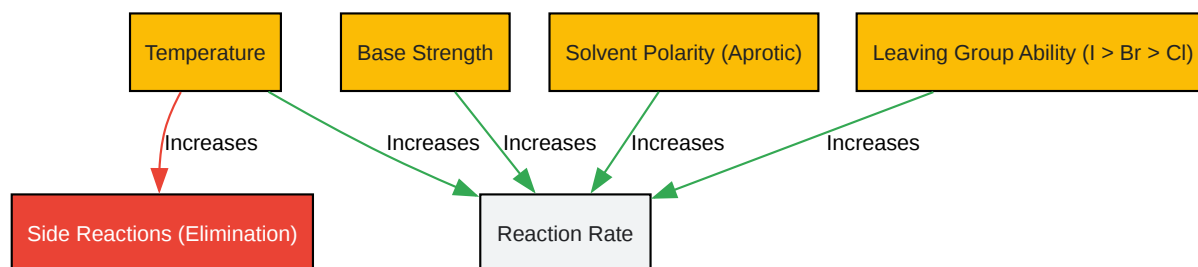 Temperature
Base Strength
Solvent Polarity (Aprotic)
Leaving Group Ability (I > Br > Cl)
Increases
Increases
Increases
Increases
Increases
Side Reactions (Elimination)
Reaction Rate